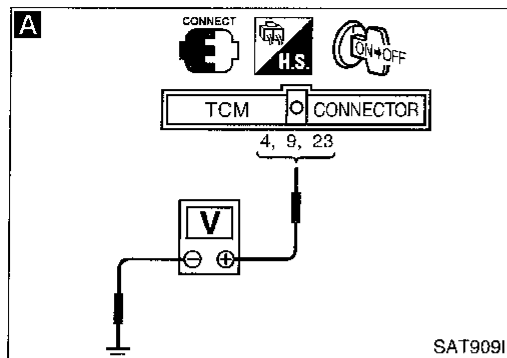 A
CONNECT
H.S.
ON➡OFF
TCM CONNECTOR
4, 9, 23
V
SAT909I